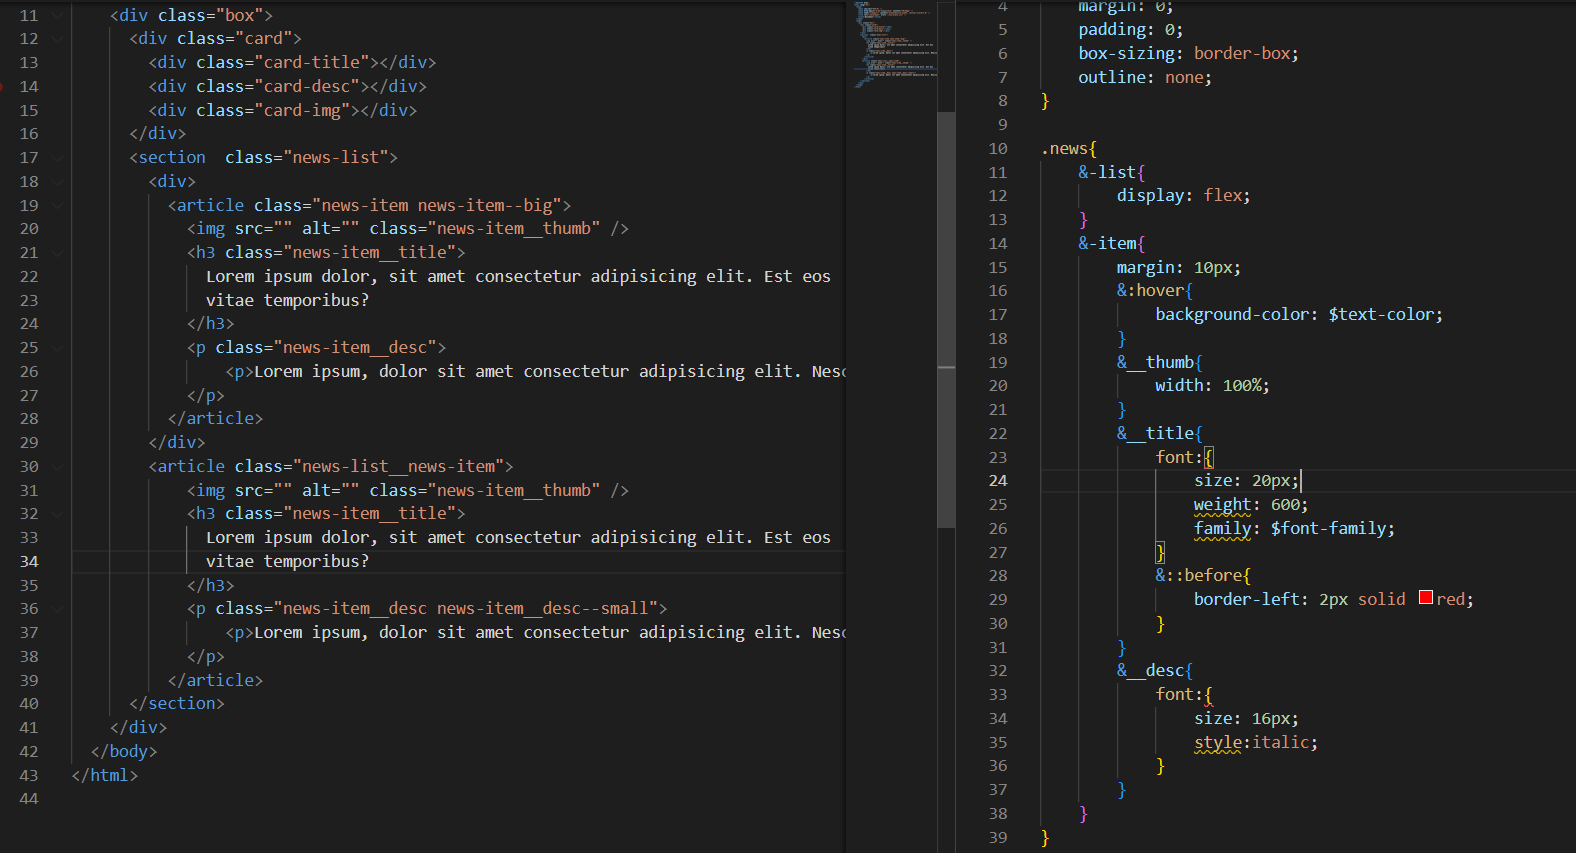 11 <div class="box">
12 <div class="card">
13 <div class="card-title"></div>
14 <div class="card-desc"></div>
15 <div class="card-img"></div>
16 </div>
17 <section  class="news-list">
18 <div>
19 <article class="news-item news-item--big">
20 <img src="" alt="" class="news-item__thumb" />
21 <h3 class="news-item__title">
22 Lorem ipsum dolor, sit amet consectetur adipisicing elit. Est eos
23 vitae temporibus?
24 </h3>
25 <p class="news-item__desc">
26 <p>Lorem ipsum, dolor sit amet consectetur adipisicing elit. Nesc
27 </p>
28 </article>
29 </div>
30 <article class="news-list__news-item">
31 <img src="" alt="" class="news-item__thumb" />
32 <h3 class="news-item__title">
33 Lorem ipsum dolor, sit amet consectetur adipisicing elit. Est eos
34 vitae temporibus?
35 </h3>
36 <p class="news-item__desc news-item__desc--small">
37 <p>Lorem ipsum, dolor sit amet consectetur adipisicing elit. Nesc
38 </p>
39 </article>
40 </section>
41 </div>
42 </body>
43 </html>
44
4 margin: 0;
5 padding: 0;
6 box-sizing: border-box;
7 outline: none;
8 }
9
10 .news{
11 &-list{
12 display: flex;
13 }
14 &-item{
15 margin: 10px;
16 &:hover{
17 background-color: $text-color;
18 }
19 &__thumb{
20 width: 100%;
21 }
22 &__title{
23 font:{
24 size: 20px;
25 weight: 600;
26 family: $font-family;
27 }
28 &::before{
29 border-left: 2px solid red;
30 }
31 }
32 &__desc{
33 font:{
34 size: 16px;
35 style:italic;
36 }
37 }
38 }
39 }